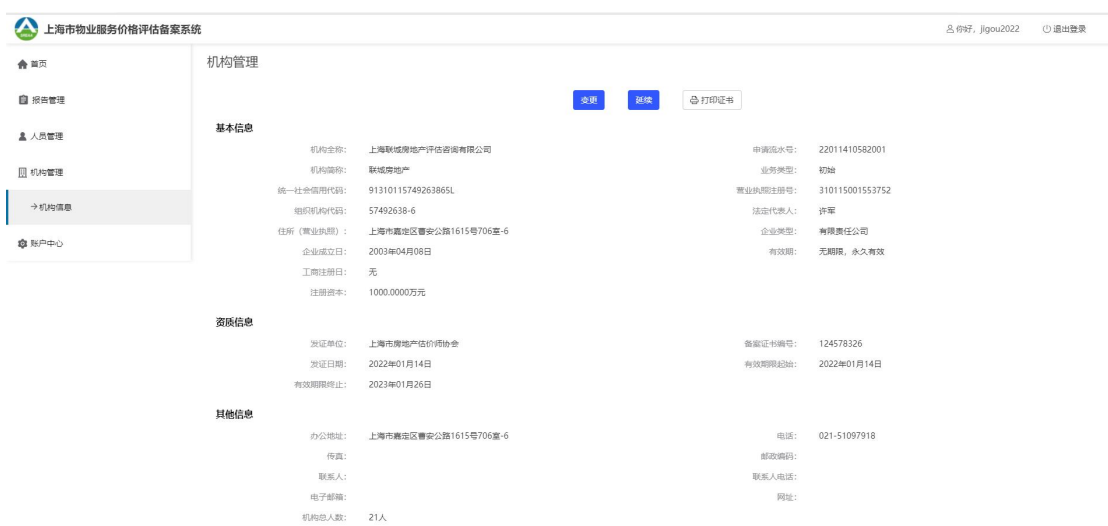 上海市物业服务价格评估备案系统
你好，jigou2022 退出登录
首页
报告管理
人员管理
机构管理
→机构信息
账户中心
机构管理
变更 延续 打印证书
基本信息
机构全称： 上海联城房地产评估咨询有限公司 申请流水号： 22011410582001
机构简称： 联城房地产 业务类型： 初始
统一社会信用代码： 91310115749263865L 营业执照注册号： 310115001553752
组织机构代码： 57492638-6 法定代表人： 许军
住所（营业执照）： 上海市嘉定区曹安公路1615号706室-6 企业类型： 有限责任公司
企业成立日： 2003年04月08日 有效期： 无期限，永久有效
工商注册日： 无
注册资本： 1000.0000万元
资质信息
发证单位： 上海市房地产估价师协会 备案证书编号： 124578326
发证日期： 2022年01月14日 有效期限起始： 2022年01月14日
有效期限终止： 2023年01月26日
其他信息
办公地址： 上海市嘉定区曹安公路1615号706室-6 电话： 021-51097918
传真： 邮政编码：
联系人： 联系人电话：
电子邮箱： 网址：
机构总人数： 21人